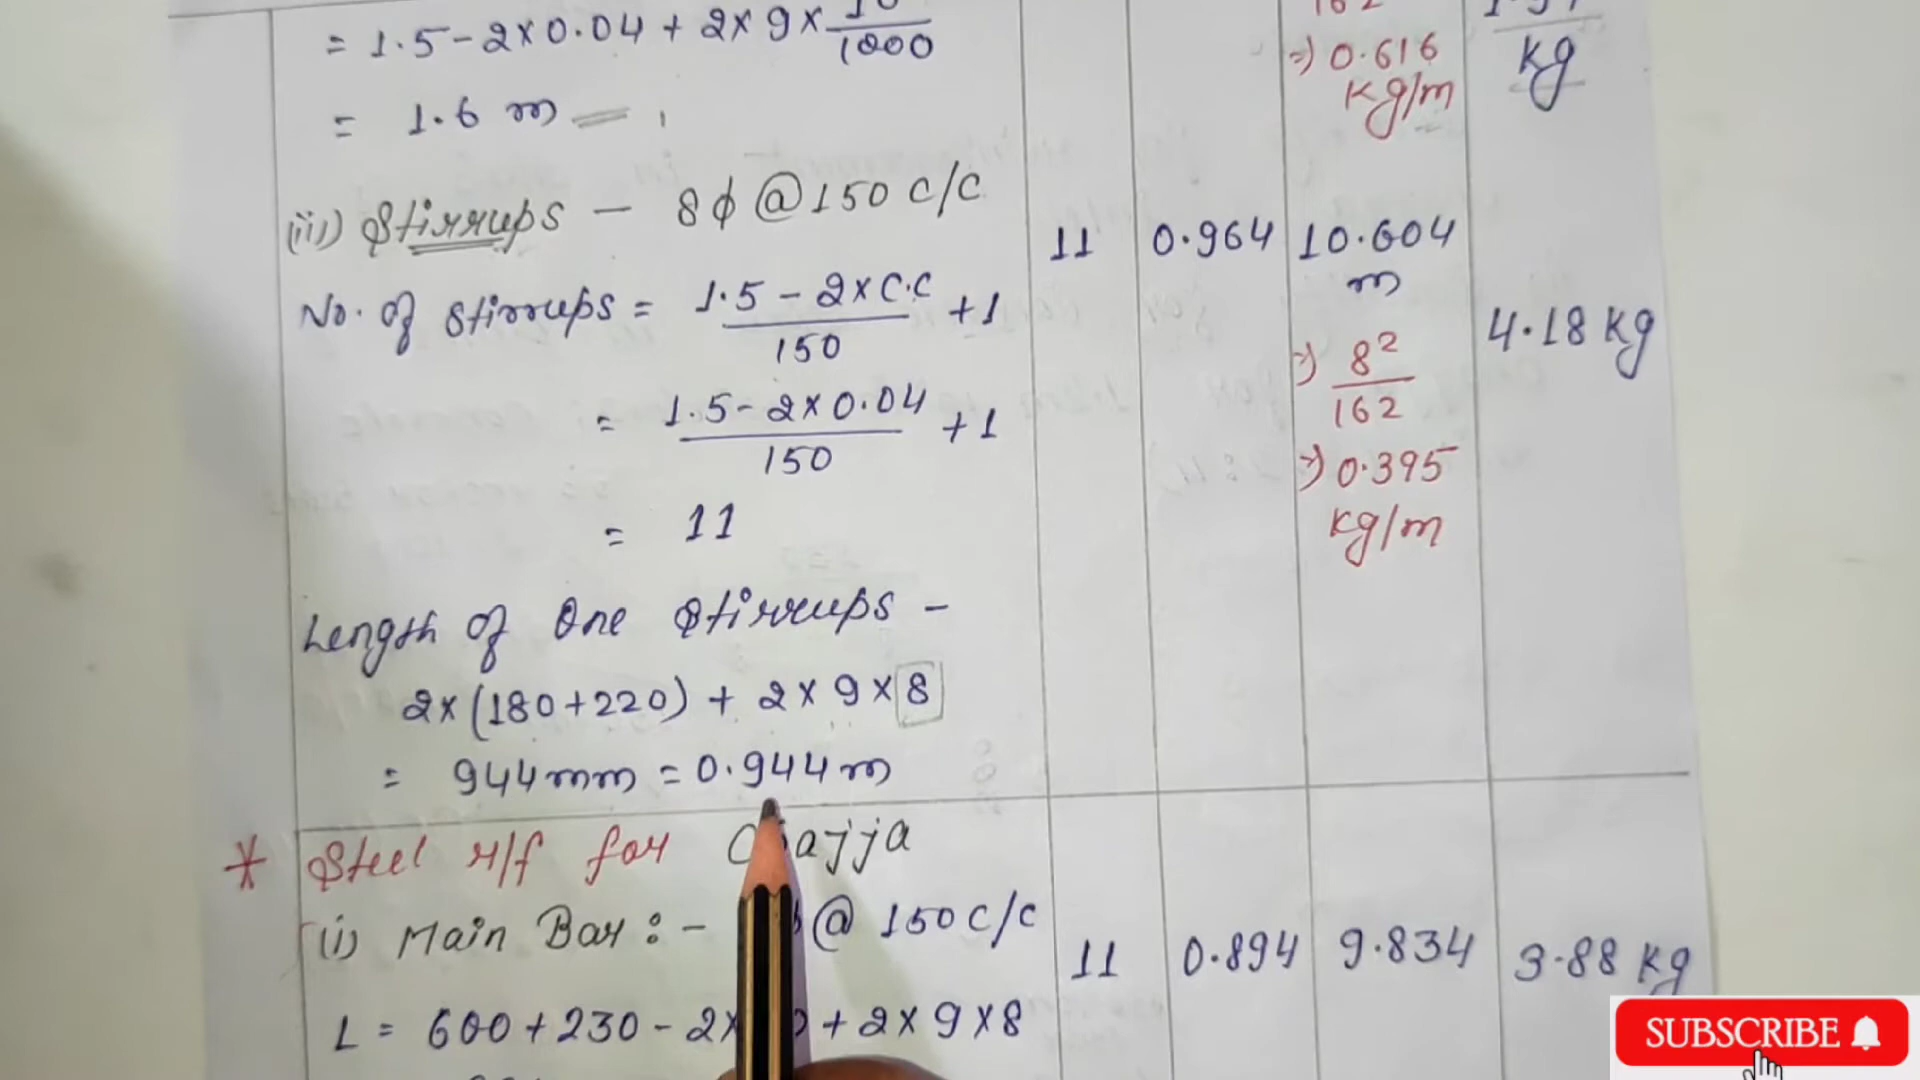 = 1.5 - 2 × 0.04 + 2 × 9 × 10/1000
= 1.6 m
(iii) Stirrups - 8ϕ @ 150 C/C
No. of Stirrups = (1.5 - 2 × C.C)/150 + 1
= (1.5 - 2 × 0.04)/150 + 1
= 11
Length of One Stirrups -
2 × (180 + 220) + 2 × 9 × 8
= 944 mm = 0.944 m
* Steel r/f for Chajja
(i) Main Bar : - @ 150 C/C
L = 600 + 230 - 2 × + 2 × 9 × 8
162
⇒ 0.616
kg/m
kg
11 0.964 10.604
m
4.18 kg
⇒ 8²/162
⇒ 0.395
kg/m
11 0.894 9.834 3.88 kg
SUBSCRIBE